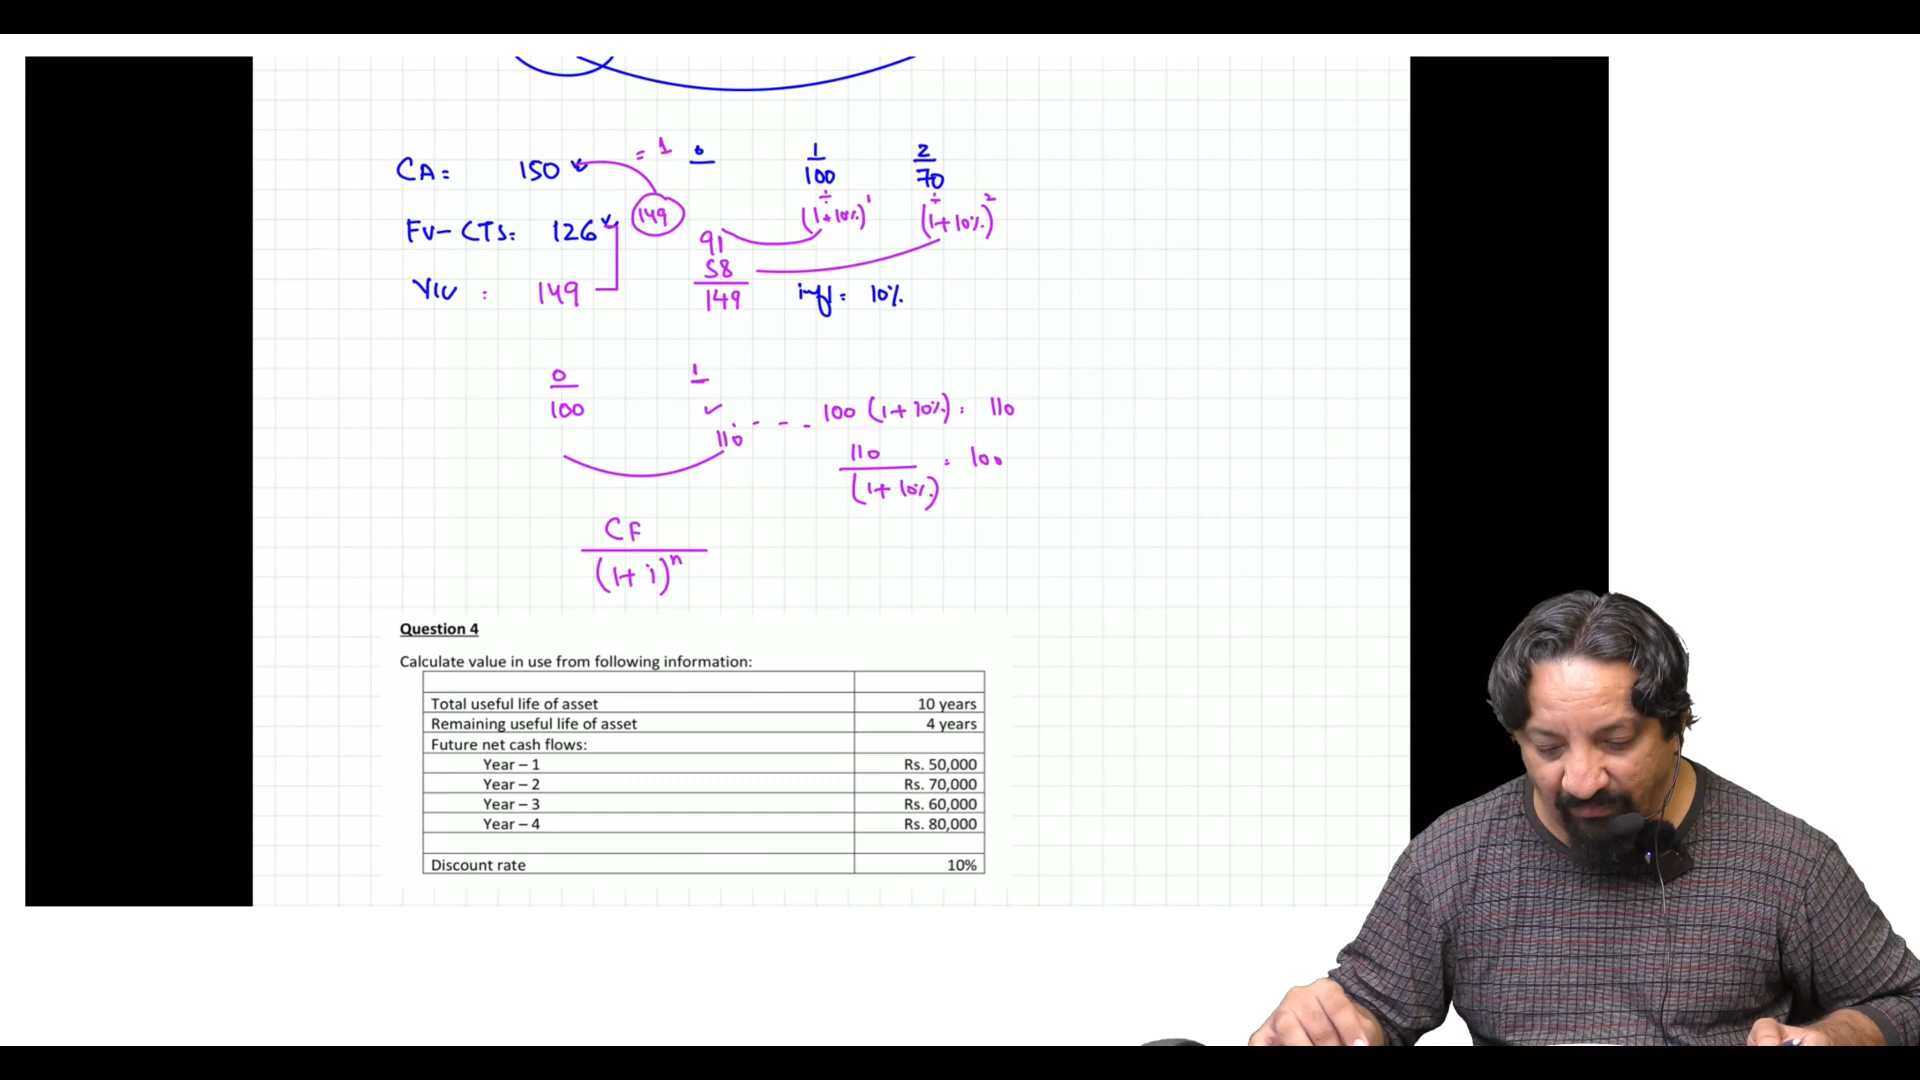 = 1 0 1 2
CA= 150 149 100 70
÷ ÷
(1+10%)¹ (1+10%)²
FV-CTS: 126 91
58
VIU : 149 149 infl= 10%
0 1
100 100 (1+10%) = 110
110 110 = 100
(1+10%)
CF
(1+i)ⁿ
Question 4
Calculate value in use from following information:
Total useful life of asset 10 years
Remaining useful life of asset 4 years
Future net cash flows:
Year – 1 Rs. 50,000
Year – 2 Rs. 70,000
Year – 3 Rs. 60,000
Year – 4 Rs. 80,000
Discount rate 10%